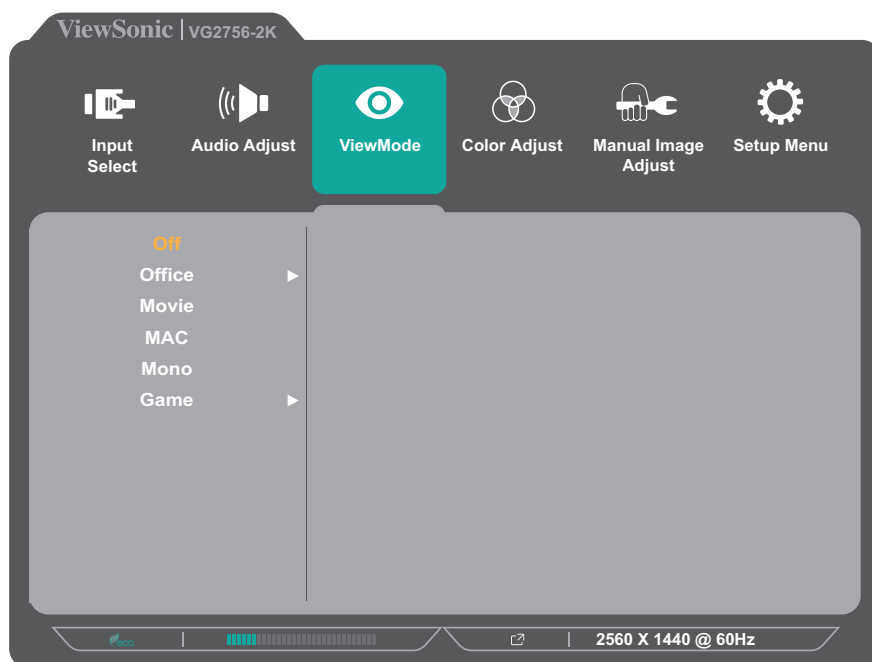 ViewSonic | VG2756-2K
Input Select
Audio Adjust
ViewMode
Color Adjust
Manual Image Adjust
Setup Menu
Off
Office
Movie
MAC
Mono
Game
eco
2560 X 1440 @ 60Hz